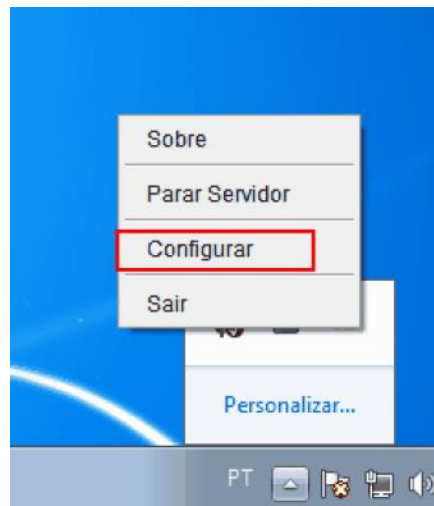 Sobre
Parar Servidor
Configurar
Sair
Personalizar...
PT